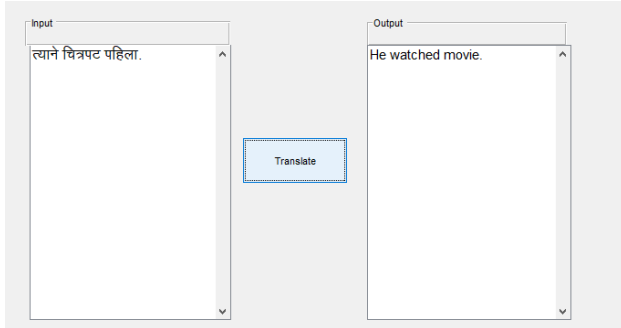 Input
Output
त्याने चित्रपट पहिला.
He watched movie.
Translate